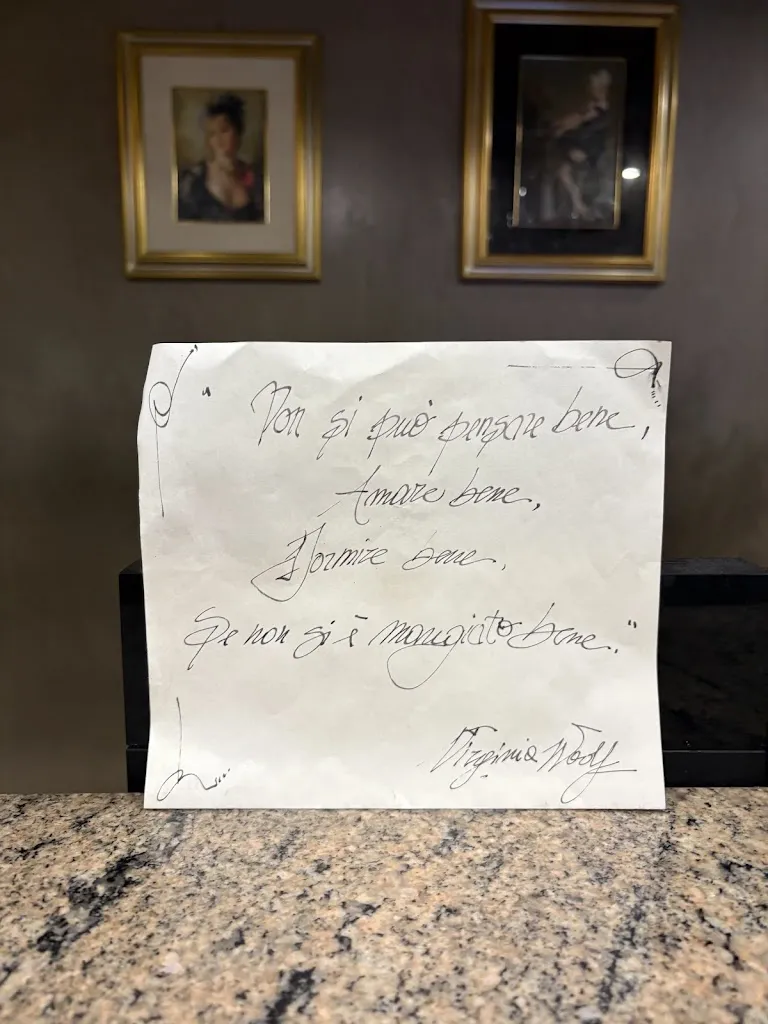 " Non si può pensare bene,
Amare bene,
Dormire bene,
Se non si è mangiato bene."
Virginia Woolf